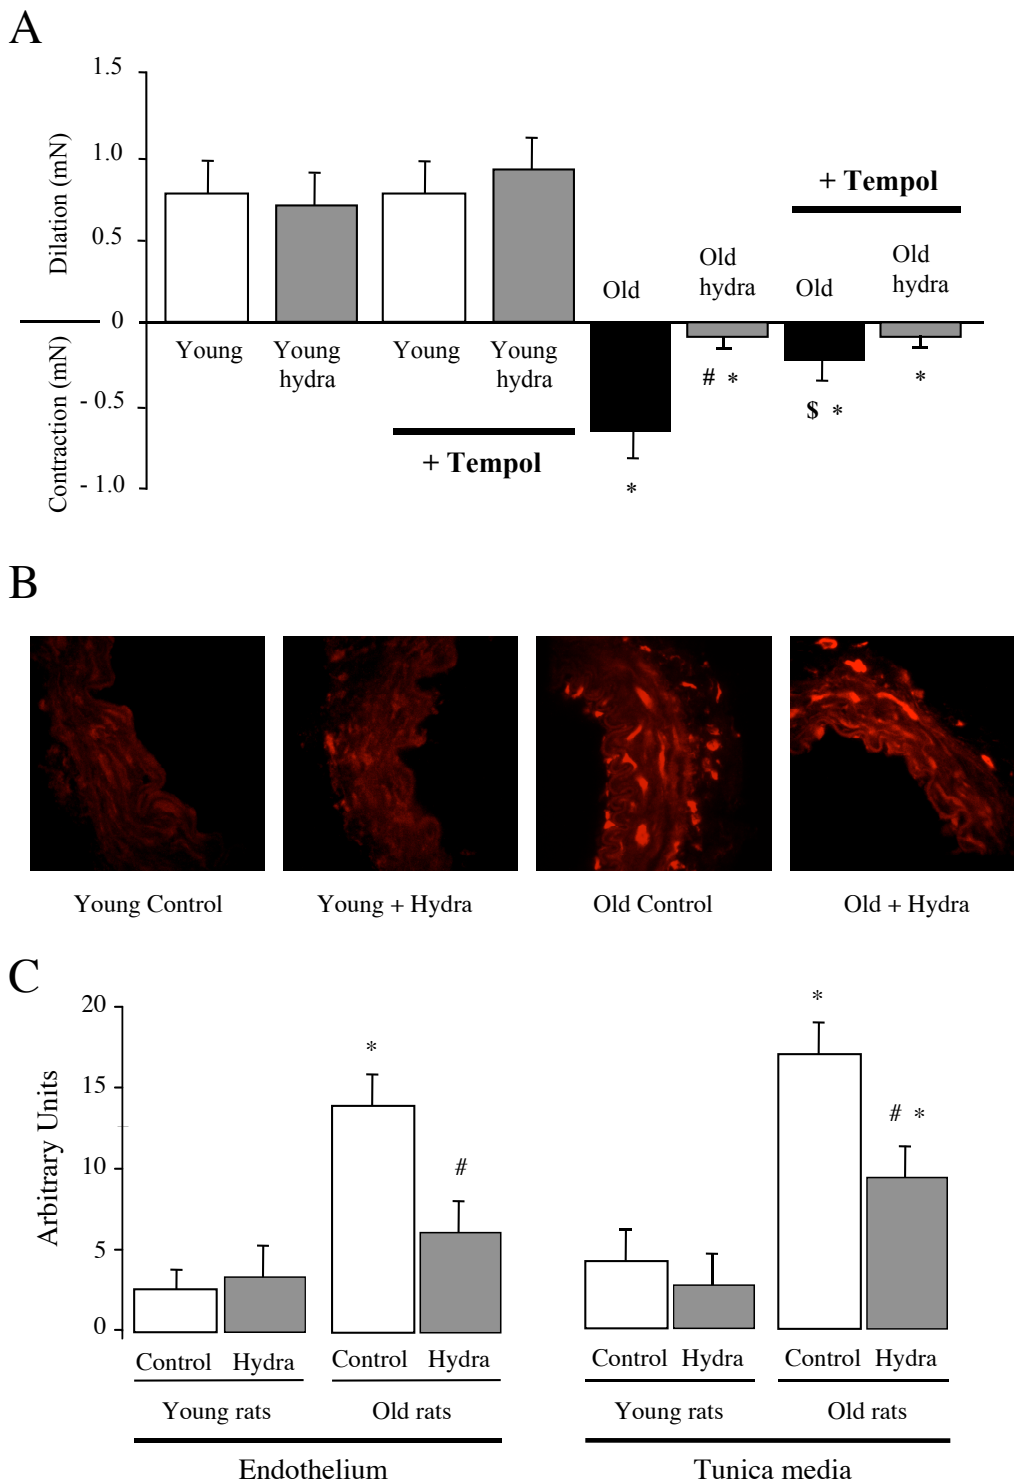 A
1.5
1.0
0.5
0
- 0.5
- 1.0
Dilation (mN)
Contraction (mN)
Young
Young
hydra
Young
Young
hydra
+ Tempol
Old
Old
hydra
Old
Old
hydra
+ Tempol
*
# *
$ *
*
B
Young Control
Young + Hydra
Old Control
Old + Hydra
C
Arbitrary Units
20
15
10
5
0
*
#
*
# *
Control Hydra Control Hydra
Young rats Old rats
Endothelium
Control Hydra Control Hydra
Young rats Old rats
Tunica media